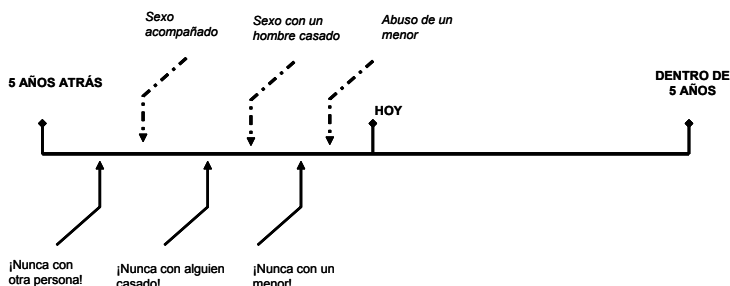 Sexo
acompañado
Sexo con un
hombre casado
Abuso de un
menor
5 AÑOS ATRÁS
HOY
DENTRO DE
5 AÑOS
¡Nunca con
otra persona!
¡Nunca con alguien
casado!
¡Nunca con un
menor!